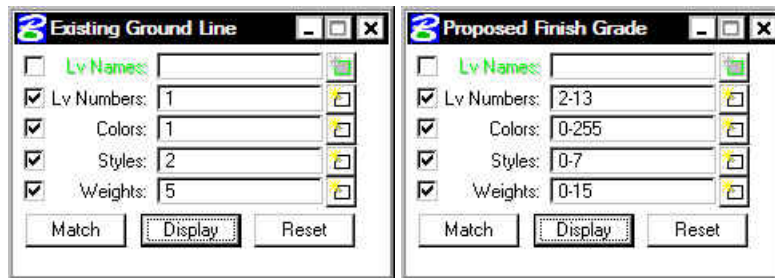 Existing Ground Line
Lv Names:
Lv Numbers: 1
Colors: 1
Styles: 2
Weights: 5
Match Display Reset
Proposed Finish Grade
Lv Names:
Lv Numbers: 2-13
Colors: 0-255
Styles: 0-7
Weights: 0-15
Match Display Reset